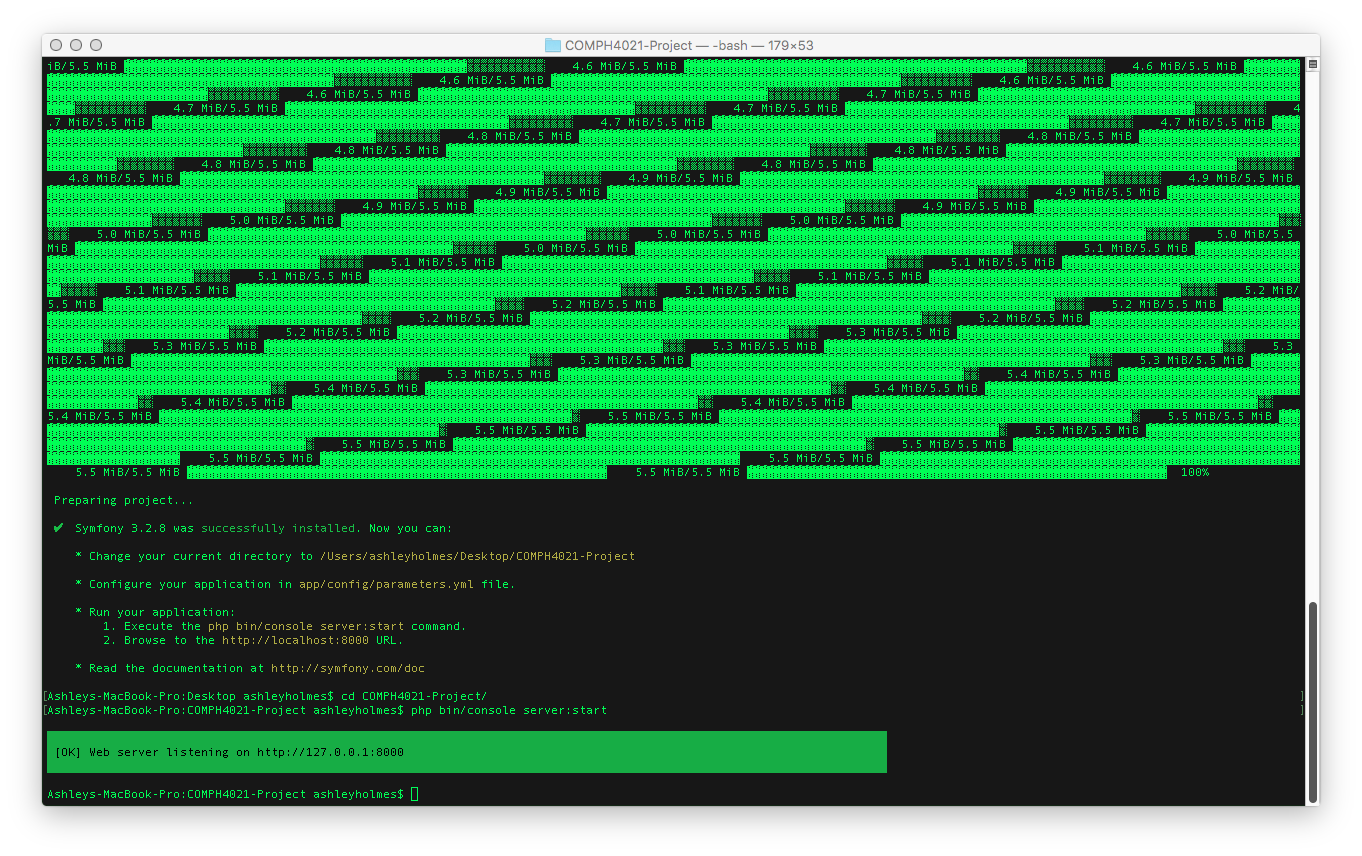 COMPH4021-Project — -bash — 179×53
iB/5.5 MiB 4.6 MiB/5.5 MiB 4.6 MiB/5.5 MiB
4.6 MiB/5.5 MiB 4.6 MiB/5.5 MiB
4.6 MiB/5.5 MiB 4.7 MiB/5.5 MiB
4.7 MiB/5.5 MiB 4.7 MiB/5.5 MiB 4
.7 MiB/5.5 MiB 4.7 MiB/5.5 MiB 4.7 MiB/5.5 MiB
4.8 MiB/5.5 MiB 4.8 MiB/5.5 MiB
4.8 MiB/5.5 MiB 4.8 MiB/5.5 MiB
4.8 MiB/5.5 MiB 4.8 MiB/5.5 MiB
4.8 MiB/5.5 MiB 4.9 MiB/5.5 MiB 4.9 MiB/5.5 MiB
4.9 MiB/5.5 MiB 4.9 MiB/5.5 MiB
4.9 MiB/5.5 MiB 4.9 MiB/5.5 MiB
5.0 MiB/5.5 MiB 5.0 MiB/5.5 MiB
5.0 MiB/5.5 MiB 5.0 MiB/5.5 MiB 5.0 MiB/5.5
MiB 5.0 MiB/5.5 MiB 5.1 MiB/5.5 MiB
5.1 MiB/5.5 MiB 5.1 MiB/5.5 MiB
5.1 MiB/5.5 MiB 5.1 MiB/5.5 MiB
5.1 MiB/5.5 MiB 5.1 MiB/5.5 MiB 5.2 MiB/
5.5 MiB 5.2 MiB/5.5 MiB 5.2 MiB/5.5 MiB
5.2 MiB/5.5 MiB 5.2 MiB/5.5 MiB
5.2 MiB/5.5 MiB 5.3 MiB/5.5 MiB
5.3 MiB/5.5 MiB 5.3 MiB/5.5 MiB 5.3
MiB/5.5 MiB 5.3 MiB/5.5 MiB 5.3 MiB/5.5 MiB
5.3 MiB/5.5 MiB 5.4 MiB/5.5 MiB
5.4 MiB/5.5 MiB 5.4 MiB/5.5 MiB
5.4 MiB/5.5 MiB 5.4 MiB/5.5 MiB
5.4 MiB/5.5 MiB 5.5 MiB/5.5 MiB 5.5 MiB/5.5 MiB
5.5 MiB/5.5 MiB 5.5 MiB/5.5 MiB
5.5 MiB/5.5 MiB 5.5 MiB/5.5 MiB
5.5 MiB/5.5 MiB 5.5 MiB/5.5 MiB
5.5 MiB/5.5 MiB 5.5 MiB/5.5 MiB 100%
Preparing project...
✔ Symfony 3.2.8 was successfully installed. Now you can:
* Change your current directory to /Users/ashleyholmes/Desktop/COMPH4021-Project
* Configure your application in app/config/parameters.yml file.
* Run your application:
1. Execute the php bin/console server:start command.
2. Browse to the http://localhost:8000 URL.
* Read the documentation at http://symfony.com/doc
[Ashleys-MacBook-Pro:Desktop ashleyholmes$ cd COMPH4021-Project/ ]
[Ashleys-MacBook-Pro:COMPH4021-Project ashleyholmes$ php bin/console server:start ]
[OK] Web server listening on http://127.0.0.1:8000
Ashleys-MacBook-Pro:COMPH4021-Project ashleyholmes$